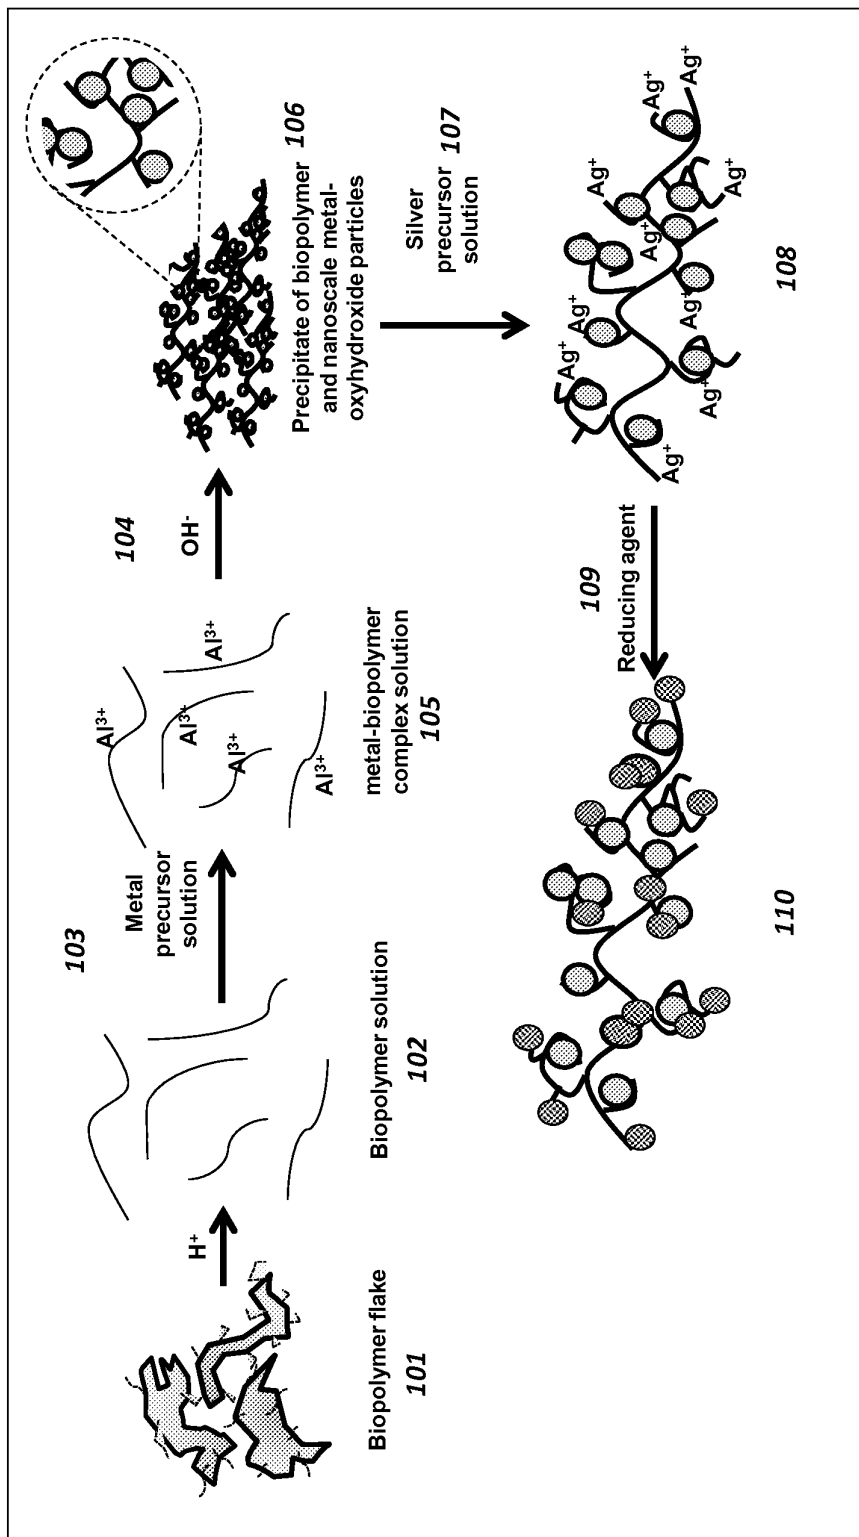 101
Biopolymer flake
H⁺
102
Biopolymer solution
103
Metal
precursor
solution
Al³⁺
Al³⁺
Al³⁺
Al³⁺
Al³⁺
metal-biopolymer
complex solution
105
104
OH⁻
106
Precipitate of biopolymer
and nanoscale metal-
oxyhydroxide particles
Silver
precursor
solution
107
Ag⁺
Ag⁺
Ag⁺
Ag⁺
Ag⁺
Ag⁺
Ag⁺
Ag⁺
Ag⁺
Ag⁺
108
109
Reducing agent
110